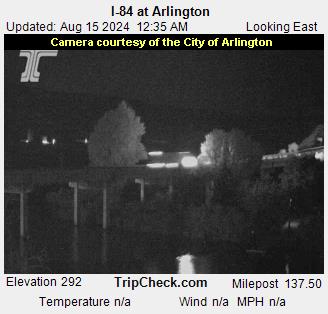 I-84 at Arlington
Updated: Aug 15 2024 12:35 AM Looking East
Camera courtesy of the City of Arlington
Elevation 292 TripCheck.com Milepost 137.50
Temperature n/a Wind n/a MPH n/a